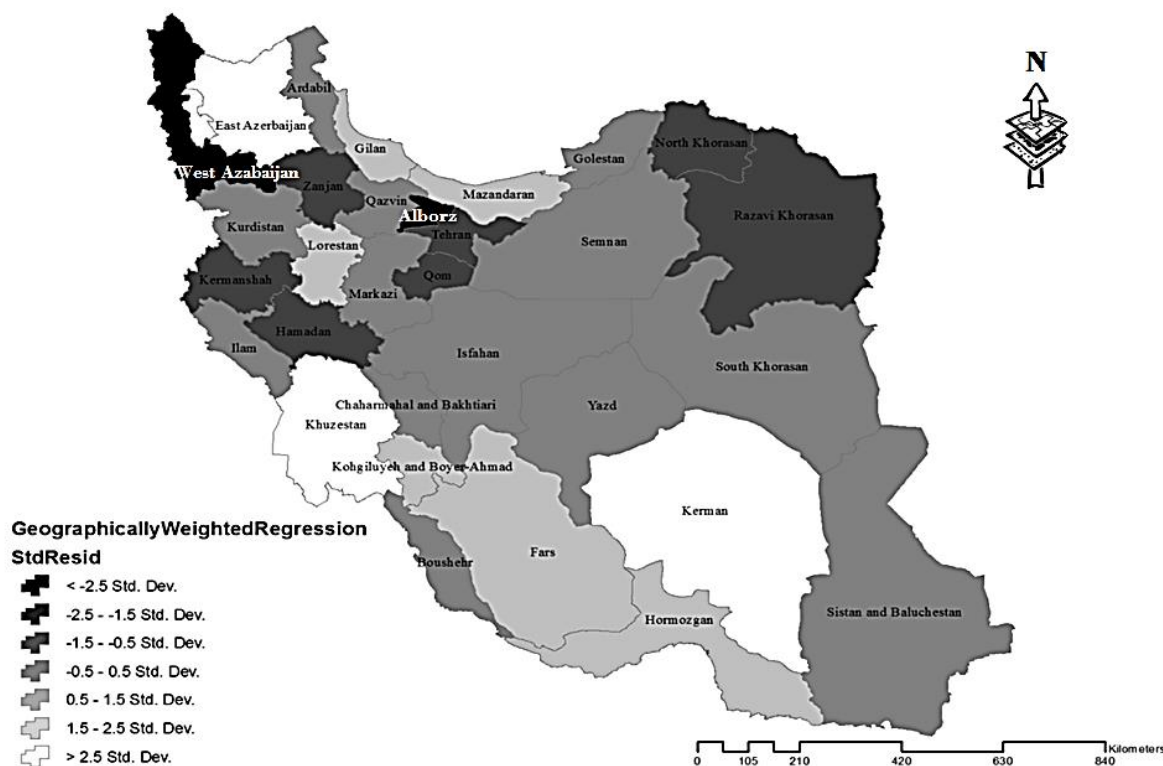 N
Ardabil
East Azerbaijan
Gilan
North Khorasan
Golestan
West Azabaijan
Zanjan
Mazandaran
Qazvin
Alborz
Razavi Khorasan
Kurdistan
Tehran
Semnan
Lorestan
Kermanshah
Qom
Markazi
Hamadan
Ilam
Isfahan
South Khorasan
Chaharmahal and Bakhtiari
Yazd
Khuzestan
Kohgiluyeh and Boyer-Ahmad
Kerman
Fars
Boushehr
Sistan and Baluchestan
Hormozgan
GeographicallyWeightedRegression
StdResid
< -2.5 Std. Dev.
-2.5 - -1.5 Std. Dev.
-1.5 - -0.5 Std. Dev.
-0.5 - 0.5 Std. Dev.
0.5 - 1.5 Std. Dev.
1.5 - 2.5 Std. Dev.
> 2.5 Std. Dev.
Kilometers
0 105 210 420 630 840